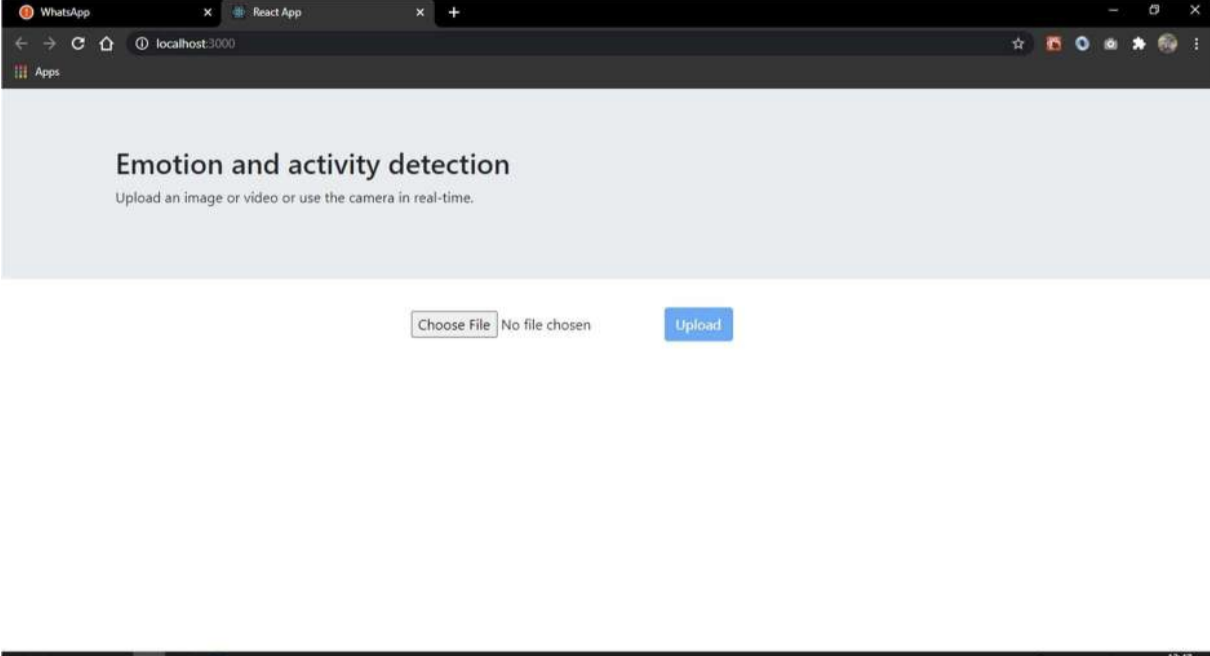 WhatsApp
React App
localhost:3000
Apps
Emotion and activity detection
Upload an image or video or use the camera in real-time.
Choose File No file chosen
Upload